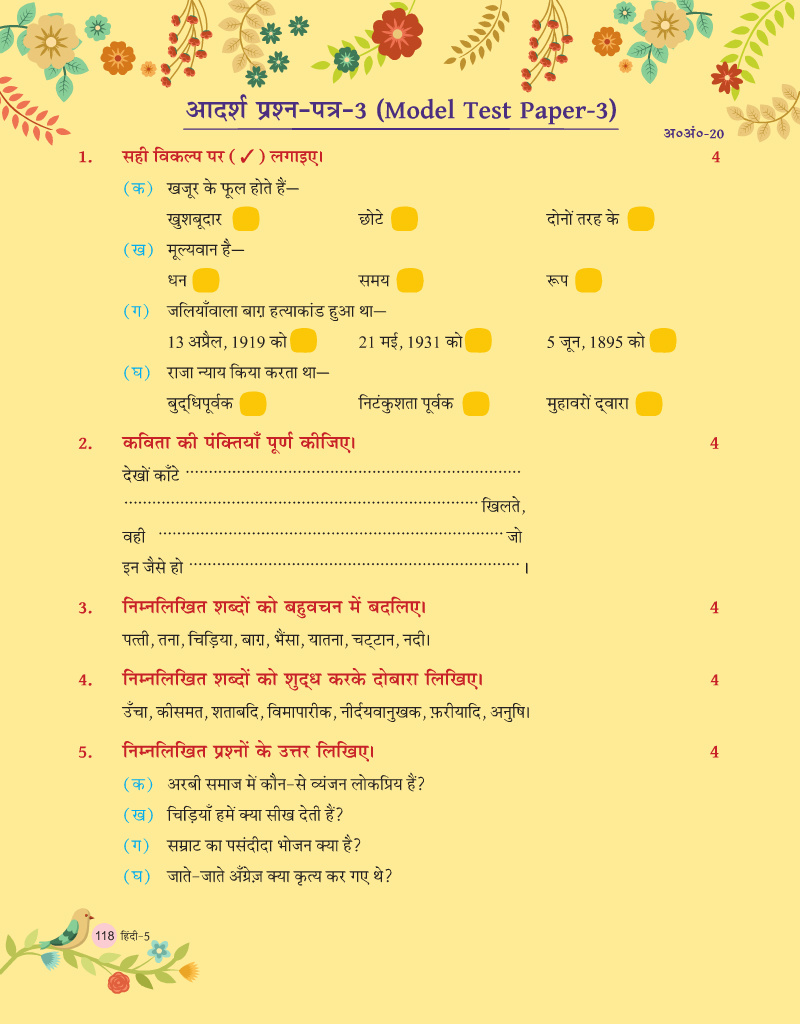 आदर्श प्रश्न-पत्र-3 (Model Test Paper-3)
अ०अं०-20
1. सही विकल्प पर ( ✓ ) लगाइए। 4
(क) खजूर के फूल होते हैं—
खुशबूदार छोटे दोनों तरह के
(ख) मूल्यवान है—
धन समय रूप
(ग) जलियाँवाला बाग़ हत्याकांड हुआ था—
13 अप्रैल, 1919 को 21 मई, 1931 को 5 जून, 1895 को
(घ) राजा न्याय किया करता था—
बुद्धिपूर्वक निटंकुशता पूर्वक मुहावरों द्वारा
2. कविता की पंक्तियाँ पूर्ण कीजिए। 4
देखों काँटे ........................................................................
........................................................................ खिलते,
वही ........................................................................ जो
इन जैसे हो ........................................................................ ।
3. निम्नलिखित शब्दों को बहुवचन में बदलिए। 4
पत्ती, तना, चिड़िया, बाग़, भैंसा, यातना, चट्टान, नदी।
4. निम्नलिखित शब्दों को शुद्ध करके दोबारा लिखिए। 4
उँचा, कीसमत, शताबदि, विमापारीक, नीर्दयवानुखक, फ़रीयादि, अनुषि।
5. निम्नलिखित प्रश्नों के उत्तर लिखिए। 4
(क) अरबी समाज में कौन-से व्यंजन लोकप्रिय हैं?
(ख) चिड़ियाँ हमें क्या सीख देती हैं?
(ग) सम्राट का पसंदीदा भोजन क्या है?
(घ) जाते-जाते अँग्रेज़ क्या कृत्य कर गए थे?
118 हिंदी-5